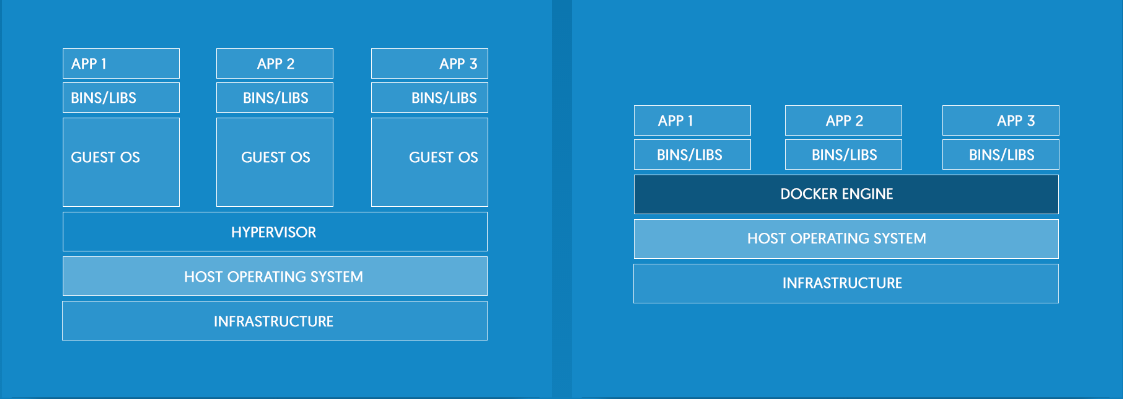 APP 1
APP 2
APP 3
BINS/LIBS
BINS/LIBS
BINS/LIBS
GUEST OS
GUEST OS
GUEST OS
HYPERVISOR
HOST OPERATING SYSTEM
INFRASTRUCTURE
APP 1
APP 2
APP 3
BINS/LIBS
BINS/LIBS
BINS/LIBS
DOCKER ENGINE
HOST OPERATING SYSTEM
INFRASTRUCTURE